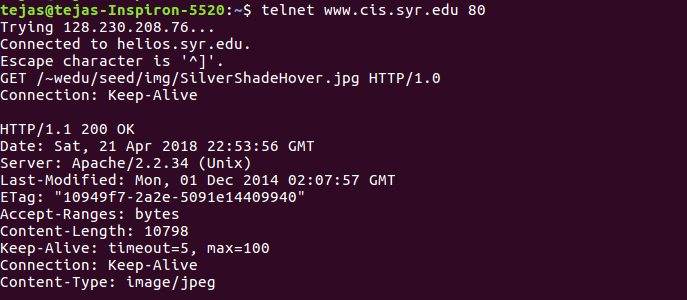 tejas@tejas-Inspiron-5520:~$ telnet www.cis.syr.edu 80
Trying 128.230.208.76...
Connected to helios.syr.edu.
Escape character is '^]'.
GET /~wedu/seed/img/SilverShadeHover.jpg HTTP/1.0
Connection: Keep-Alive

HTTP/1.1 200 OK
Date: Sat, 21 Apr 2018 22:53:56 GMT
Server: Apache/2.2.34 (Unix)
Last-Modified: Mon, 01 Dec 2014 02:07:57 GMT
ETag: "10949f7-2a2e-5091e14409940"
Accept-Ranges: bytes
Content-Length: 10798
Keep-Alive: timeout=5, max=100
Connection: Keep-Alive
Content-Type: image/jpeg